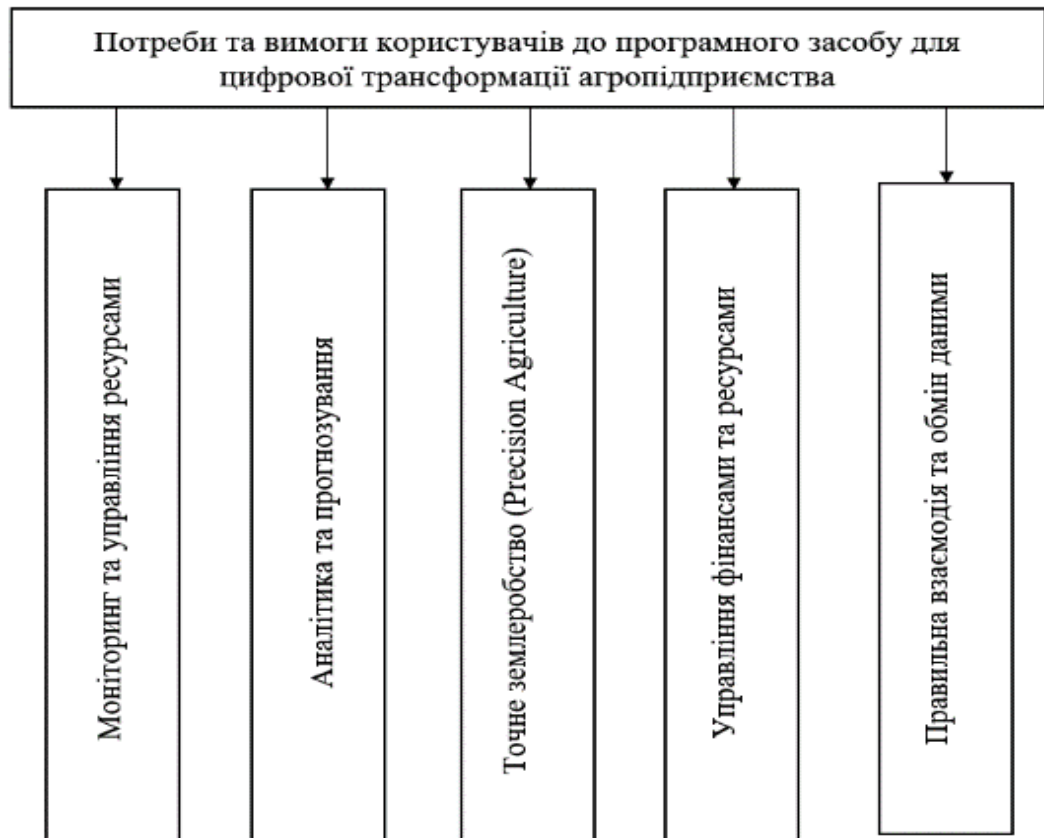 Потреби та вимоги користувачів до програмного засобу для
цифрової трансформації агропідприємства
Моніторинг та управління ресурсами
Аналітика та прогнозування
Точне землеробство (Precision Agriculture)
Управління фінансами та ресурсами
Правильна взаємодія та обмін даними